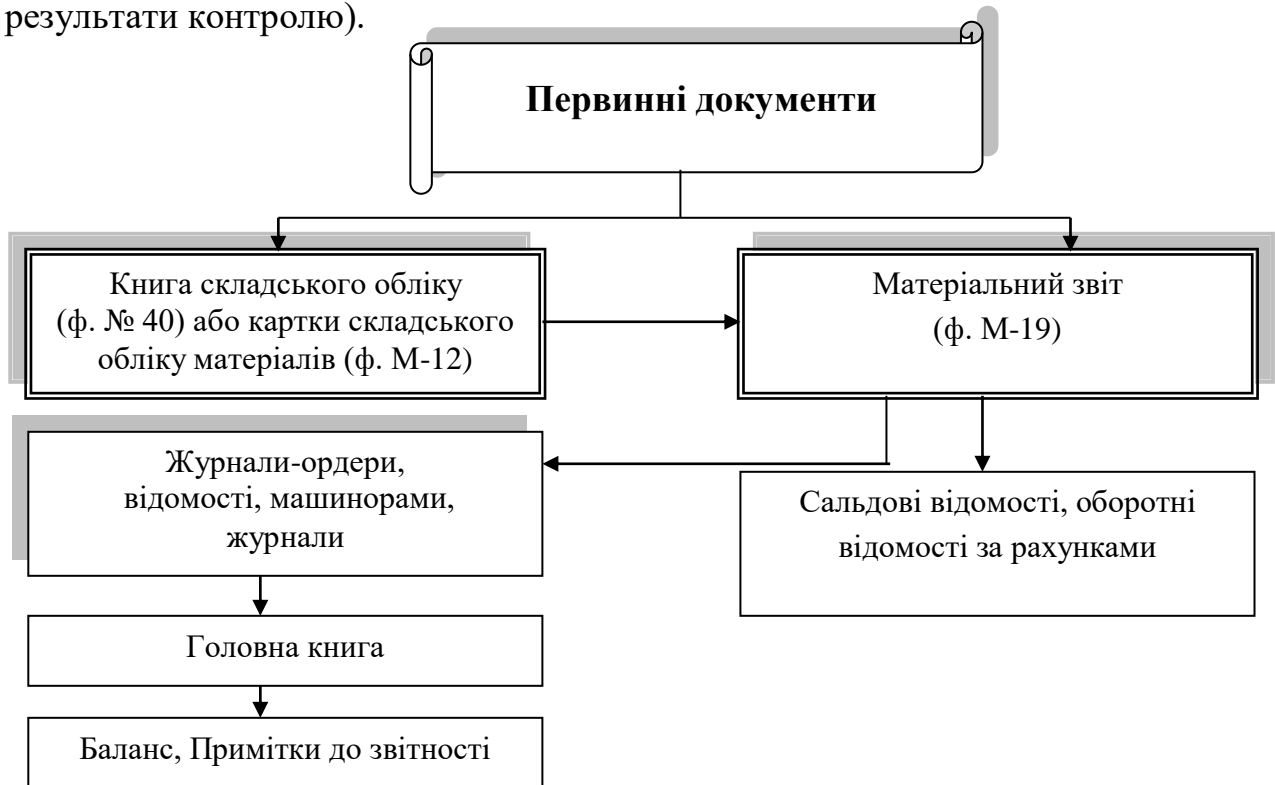 результати контролю).
Первинні документи
Книга складського обліку
(ф. № 40) або картки складського
обліку матеріалів (ф. М-12)
Матеріальний звіт
(ф. М-19)
Журнали-ордери,
відомості, машинорами,
журнали
Сальдові відомості, оборотні
відомості за рахунками
Головна книга
Баланс, Примітки до звітності